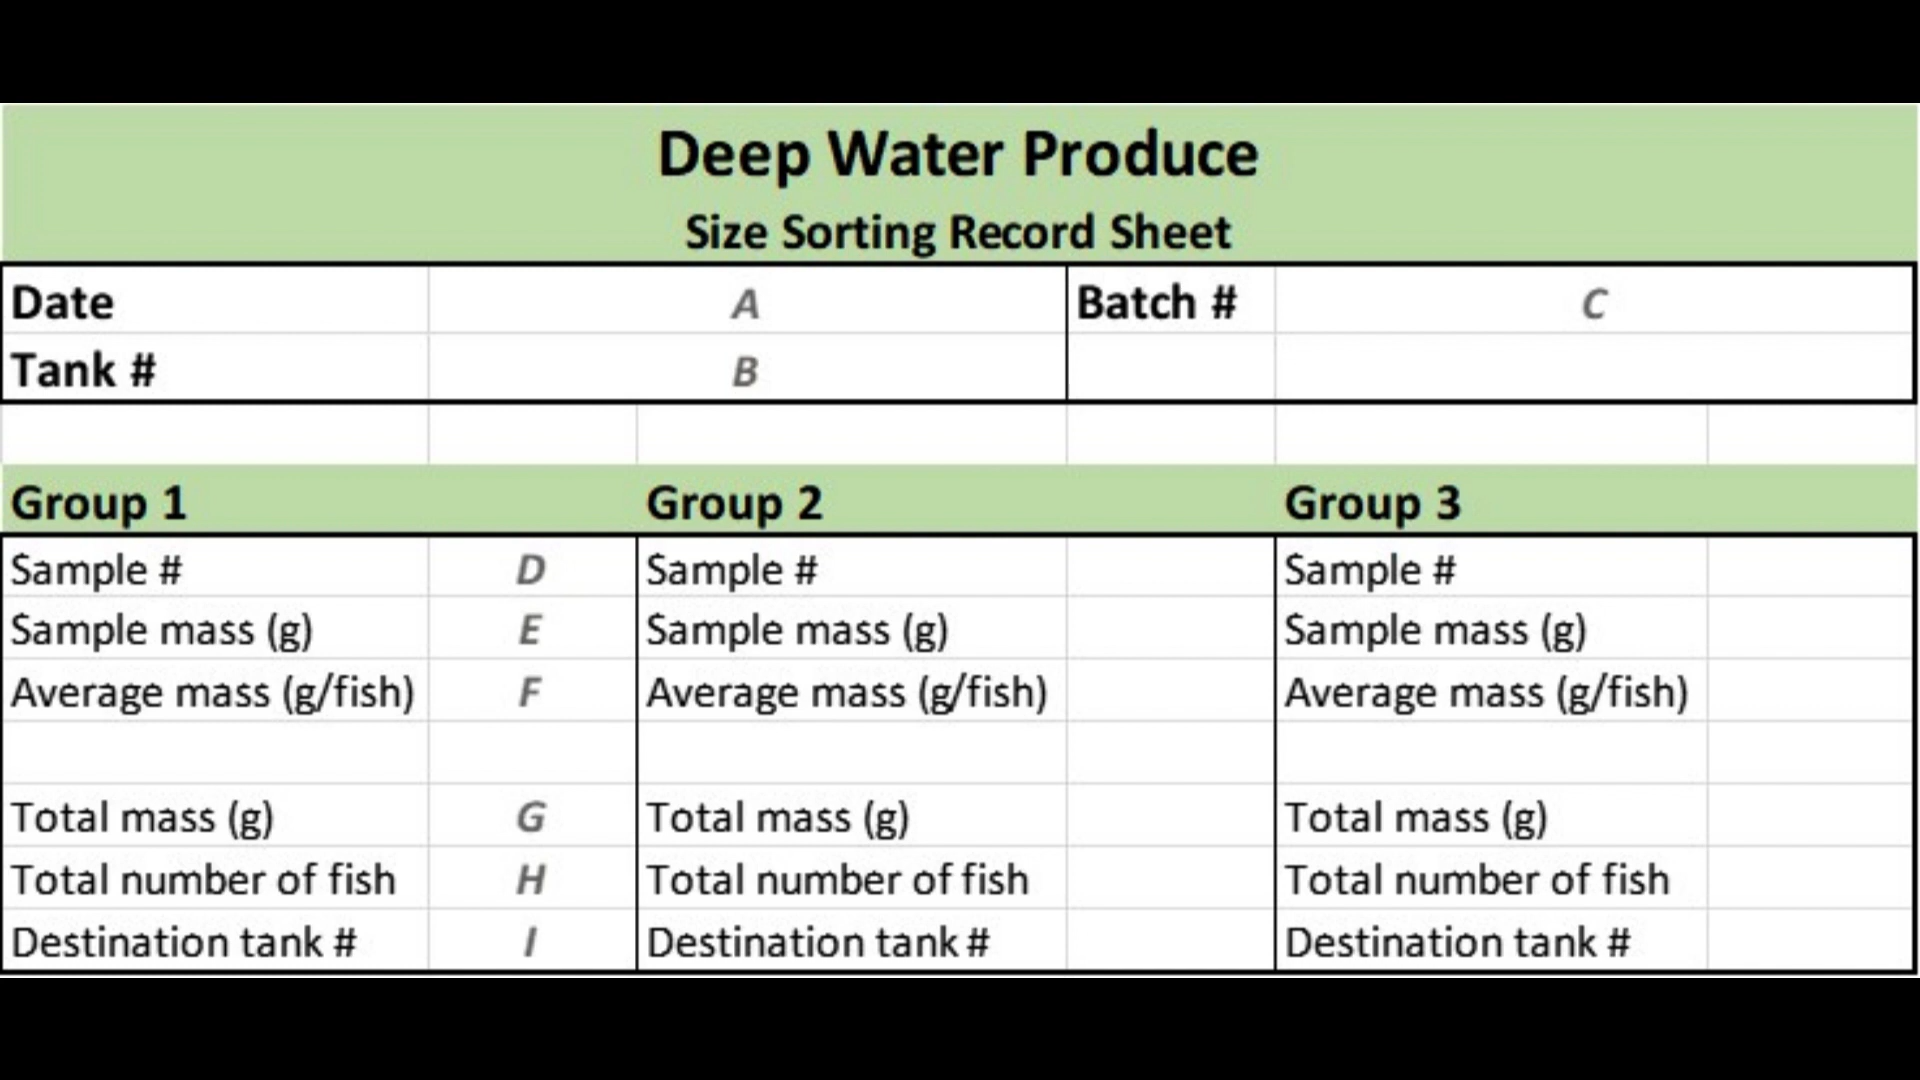 Deep Water Produce
Size Sorting Record Sheet
Date A Batch # C
Tank # B
Group 1 Group 2 Group 3
Sample # D Sample # Sample #
Sample mass (g) E Sample mass (g) Sample mass (g)
Average mass (g/fish) F Average mass (g/fish) Average mass (g/fish)
Total mass (g) G Total mass (g) Total mass (g)
Total number of fish H Total number of fish Total number of fish
Destination tank # I Destination tank # Destination tank #